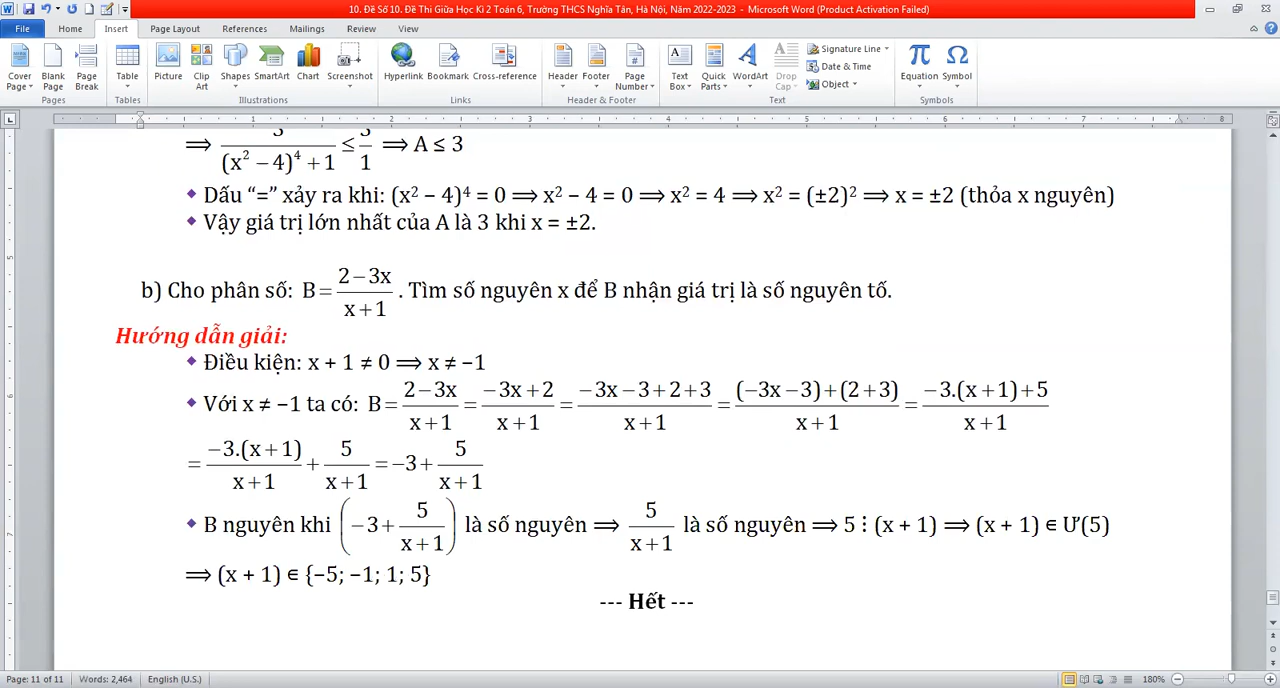 10. Đề Số 10. Đề Thi Giữa Học Kì 2 Toán 6, Trường THCS Nghĩa Tân, Hà Nội, Năm 2022-2023 - Microsoft Word (Product Activation Failed)
File Home Insert Page Layout References Mailings Review View
Cover Page Blank Page Page Break Table Picture Clip Art Shapes SmartArt Chart Screenshot Hyperlink Bookmark Cross-reference Header Footer Page Number Text Box Quick Parts WordArt Drop Cap Signature Line Date & Time Object Equation Symbol
Pages Tables Illustrations Links Header & Footer Text Symbols
1 2 3 4 5 6 7 8
⟹ 3/((x² − 4)⁴ + 1) ≤ 3/1 ⟹ A ≤ 3
Dấu “=” xảy ra khi: (x² − 4)⁴ = 0 ⟹ x² − 4 = 0 ⟹ x² = 4 ⟹ x² = (±2)² ⟹ x = ±2 (thỏa x nguyên)
Vậy giá trị lớn nhất của A là 3 khi x = ±2.
b) Cho phân số: B = (2 − 3x)/(x + 1). Tìm số nguyên x để B nhận giá trị là số nguyên tố.
Hướng dẫn giải:
Điều kiện: x + 1 ≠ 0 ⟹ x ≠ −1
Với x ≠ −1 ta có: B = (2 − 3x)/(x + 1) = (−3x + 2)/(x + 1) = (−3x − 3 + 2 + 3)/(x + 1) = ((−3x − 3) + (2 + 3))/(x + 1) = (−3.(x + 1) + 5)/(x + 1)
= (−3.(x + 1))/(x + 1) + 5/(x + 1) = −3 + 5/(x + 1)
B nguyên khi (−3 + 5/(x + 1)) là số nguyên ⟹ 5/(x + 1) là số nguyên ⟹ 5 ⋮ (x + 1) ⟹ (x + 1) ∈ Ư(5)
⟹ (x + 1) ∈ {−5; −1; 1; 5}
--- Hết ---
Page: 11 of 11 Words: 2,464 English (U.S.) 180%